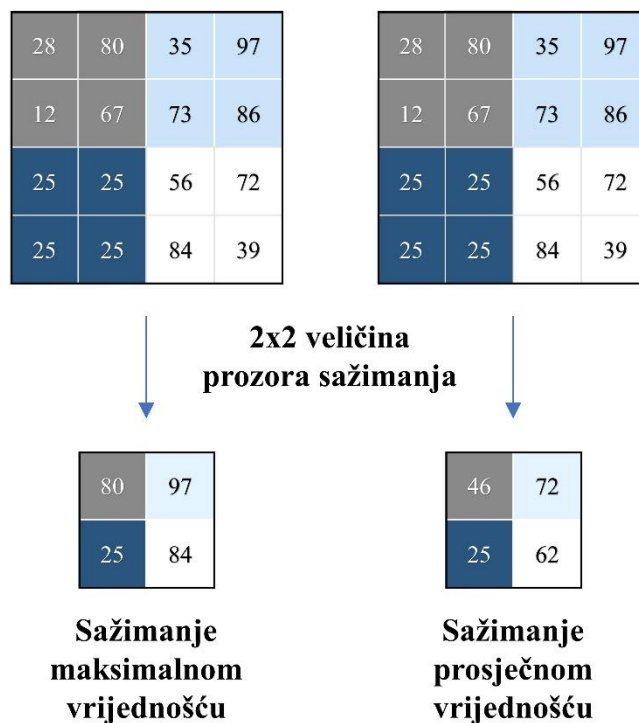 28 80 35 97
12 67 73 86
25 25 56 72
25 25 84 39
28 80 35 97
12 67 73 86
25 25 56 72
25 25 84 39
2x2 veličina
prozora sažimanja
80 97
25 84
46 72
25 62
Sažimanje
maksimalnom
vrijednošću
Sažimanje
prosječnom
vrijednošću